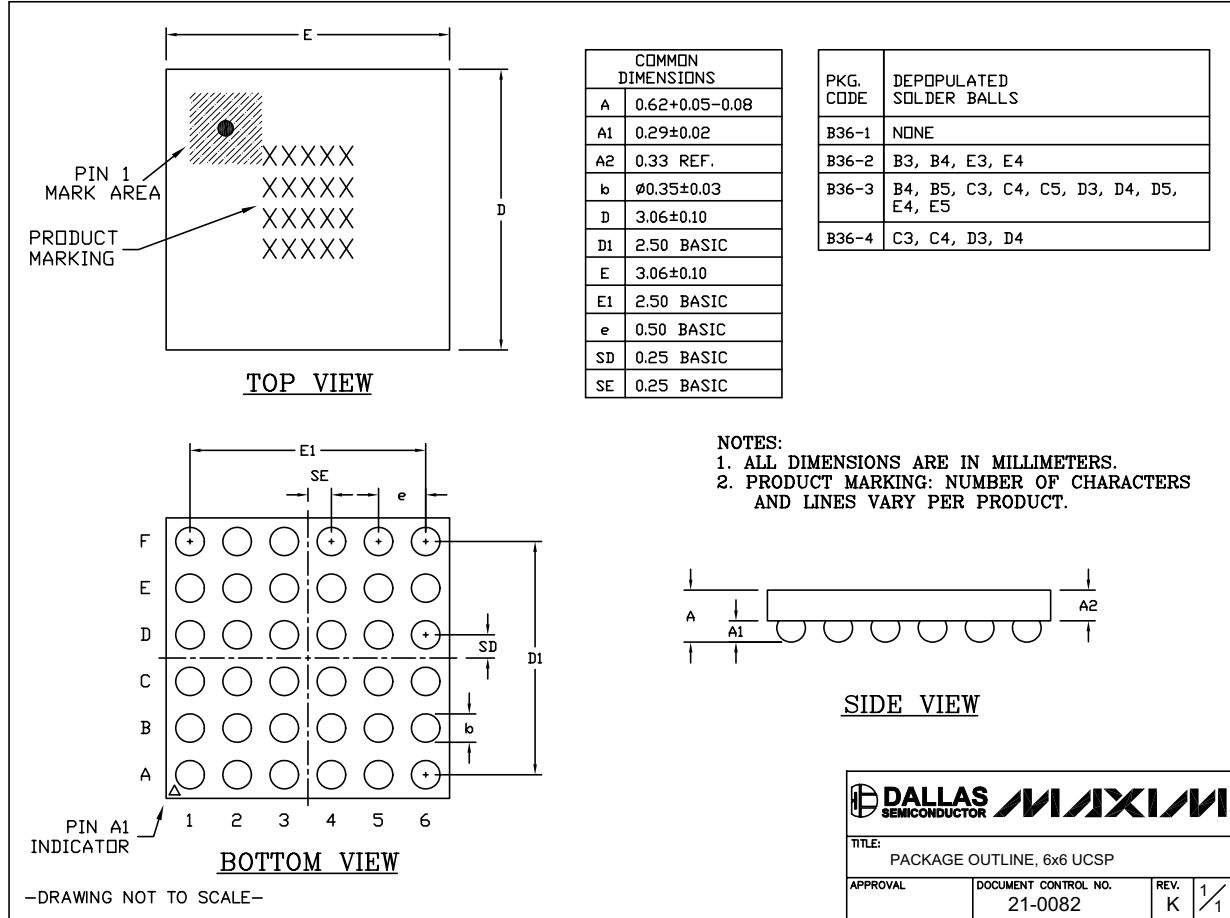 E
PIN 1
MARK AREA
PRODUCT
MARKING
XXXXX
XXXXX
XXXXX
XXXXX
D
TOP VIEW
COMMON
DIMENSIONS
A 0.62+0.05-0.08
A1 0.29±0.02
A2 0.33 REF.
b ø0.35±0.03
D 3.06±0.10
D1 2.50 BASIC
E 3.06±0.10
E1 2.50 BASIC
e 0.50 BASIC
SD 0.25 BASIC
SE 0.25 BASIC
PKG. DEPOPULATED
CODE SOLDER BALLS
B36-1 NONE
B36-2 B3, B4, E3, E4
B36-3 B4, B5, C3, C4, C5, D3, D4, D5,
E4, E5
B36-4 C3, C4, D3, D4
NOTES:
1. ALL DIMENSIONS ARE IN MILLIMETERS.
2. PRODUCT MARKING: NUMBER OF CHARACTERS
AND LINES VARY PER PRODUCT.
E1
SE
e
F
E
D
SD
D1
C
B
b
A
1 2 3 4 5 6
PIN A1
INDICATOR
BOTTOM VIEW
-DRAWING NOT TO SCALE-
A
A1
A2
SIDE VIEW
DALLAS MAXIM
SEMICONDUCTOR
TITLE:
PACKAGE OUTLINE, 6x6 UCSP
APPROVAL DOCUMENT CONTROL NO. REV.
21-0082 K 1/1